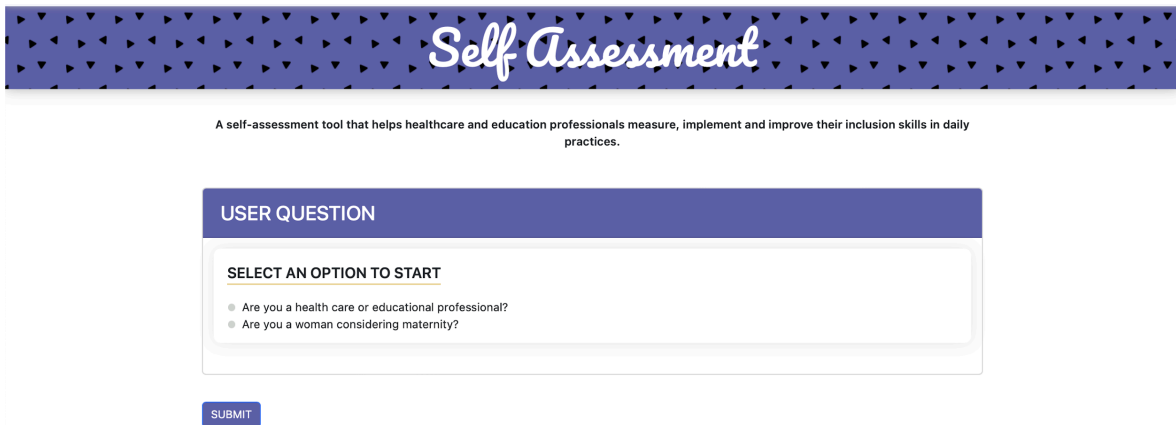 Self Assessment
A self-assessment tool that helps healthcare and education professionals measure, implement and improve their inclusion skills in daily
practices.
USER QUESTION
SELECT AN OPTION TO START
Are you a health care or educational professional?
Are you a woman considering maternity?
SUBMIT